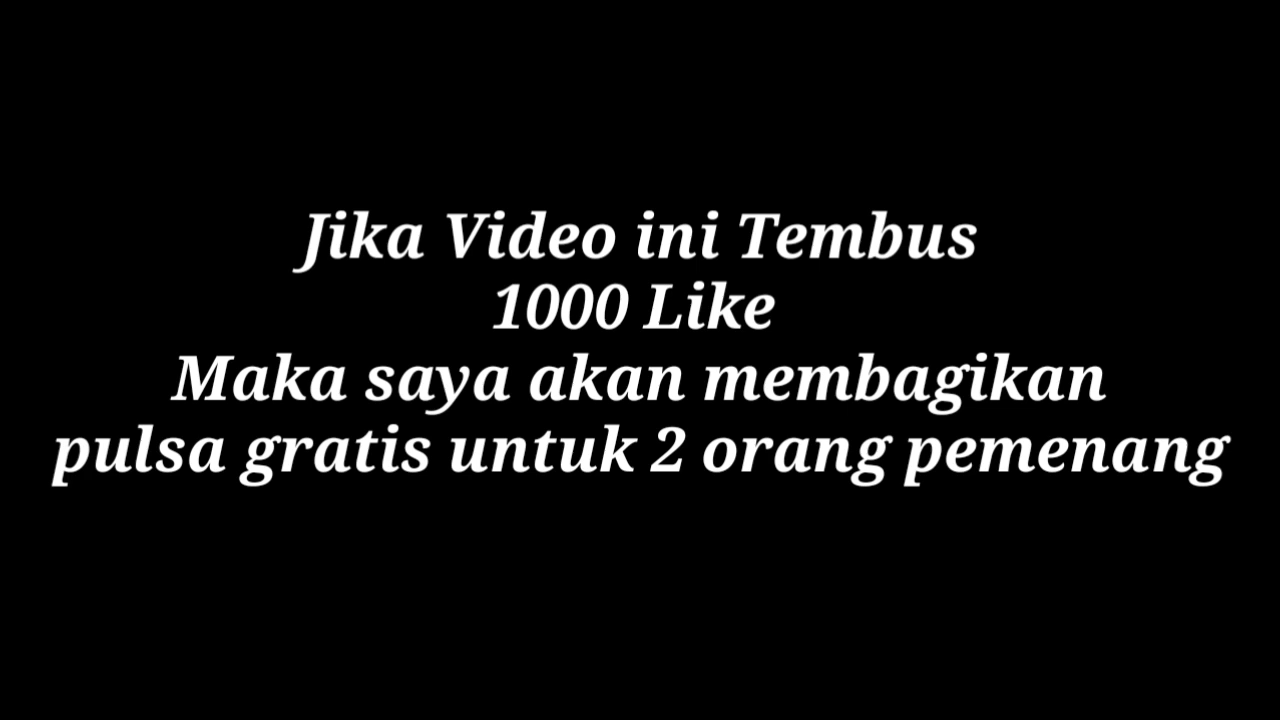 Jika Video ini Tembus
1000 Like
Maka saya akan membagikan
pulsa gratis untuk 2 orang pemenang